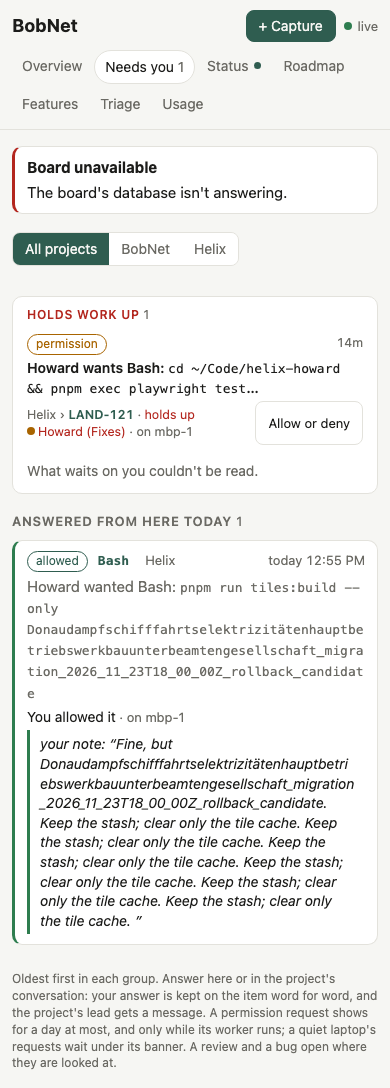 BobNet
+ Capture
live
Overview
Needs you 1
Status
Roadmap
Features
Triage
Usage
Board unavailable
The board's database isn't answering.
All projects
BobNet
Helix
HOLDS WORK UP 1
permission
14m
Howard wants Bash: cd ~/Code/helix-howard
&& pnpm exec playwright test…
Helix › LAND-121 · holds up
Howard (Fixes) · on mbp-1
Allow or deny
What waits on you couldn't be read.
ANSWERED FROM HERE TODAY 1
allowed
Bash
Helix
today 12:55 PM
Howard wanted Bash: pnpm run tiles:build --
only
Donaudampfschifffahrtselektrizitätenhauptbe
triebswerkbauunterbeamtengesellschaft_migra
tion_2026_11_23T18_00_00Z_rollback_candidat
e
You allowed it · on mbp-1
your note: “Fine, but
Donaudampfschifffahrtselektrizitätenhauptbetri
ebswerkbauunterbeamtengesellschaft_migration
_2026_11_23T18_00_00Z_rollback_candidate.
Keep the stash; clear only the tile cache. Keep
the stash; clear only the tile cache. Keep the
stash; clear only the tile cache. Keep the stash;
clear only the tile cache. Keep the stash; clear
only the tile cache. Keep the stash; clear only
the tile cache. ”
Oldest first in each group. Answer here or in the project's
conversation: your answer is kept on the item word for word, and
the project's lead gets a message. A permission request shows
for a day at most, and only while its worker runs; a quiet laptop's
requests wait under its banner. A review and a bug open where
they are looked at.